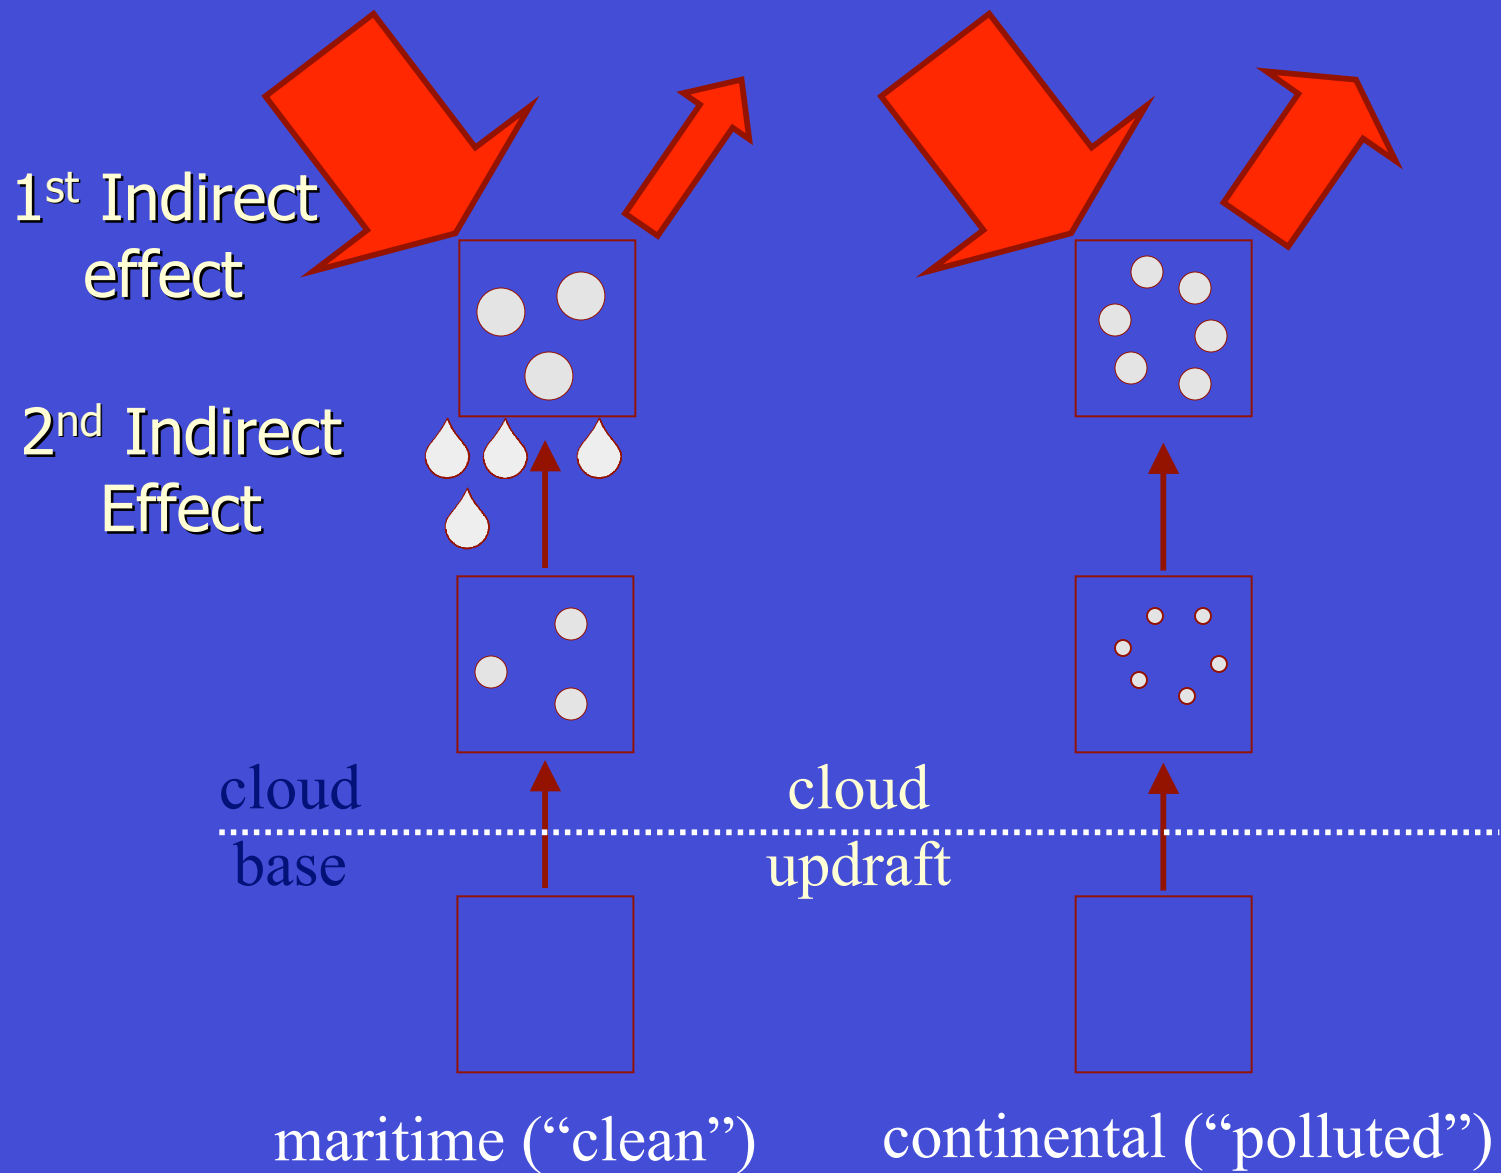 1st Indirect
effect
2nd Indirect
Effect
cloud
base
cloud
updraft
maritime (“clean”)
continental (“polluted”)